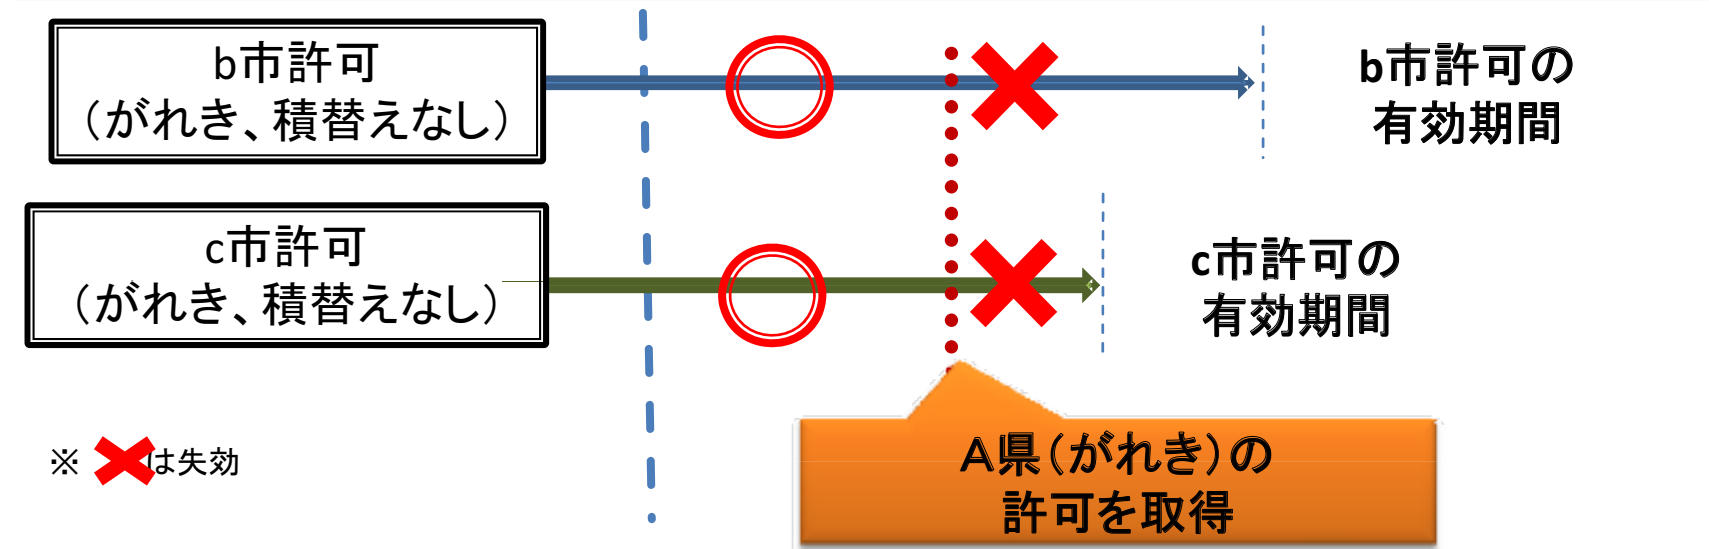 b市許可
（がれき、積替えなし）
b市許可の
有効期間
c市許可
（がれき、積替えなし）
c市許可の
有効期間
※ ✖は失効
A県（がれき）の
許可を取得